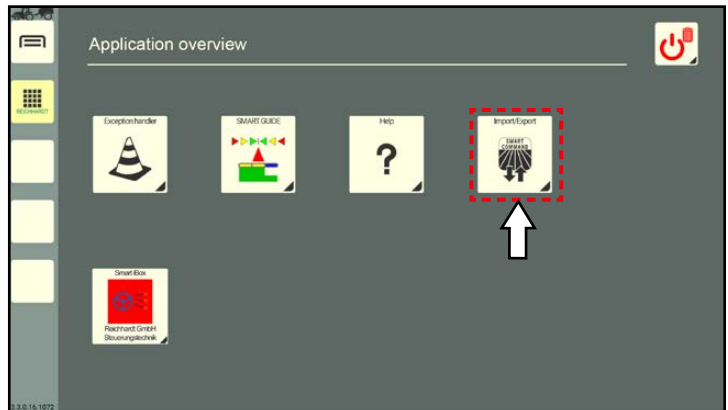 Application overview
REICHHARDT
Exception handler
SMART GUIDE
Help
?
Import/Export
SMART
COMMAND
Smart iBox
Reichhardt GmbH
Steuerungstechnik
3.3.0.16.1072